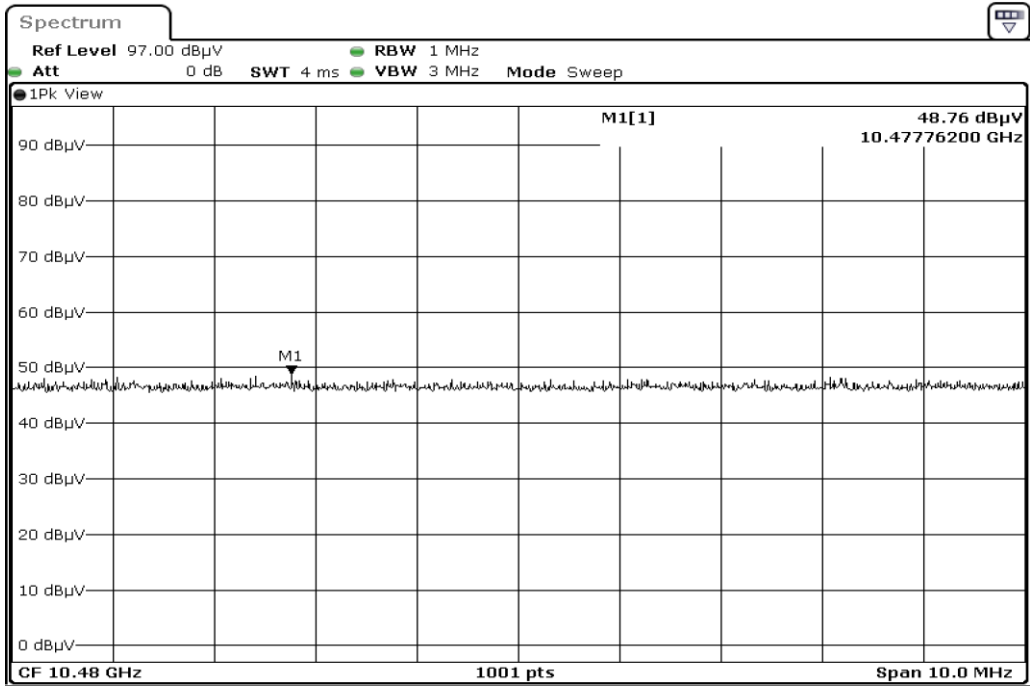 Spectrum
Ref Level 97.00 dBµV RBW 1 MHz
Att 0 dB SWT 4 ms VBW 3 MHz Mode Sweep
1Pk View
M1[1] 48.76 dBµV
10.47776200 GHz
90 dBµV
80 dBµV
70 dBµV
60 dBµV
M1
50 dBµV
40 dBµV
30 dBµV
20 dBµV
10 dBµV
0 dBµV
CF 10.48 GHz 1001 pts Span 10.0 MHz